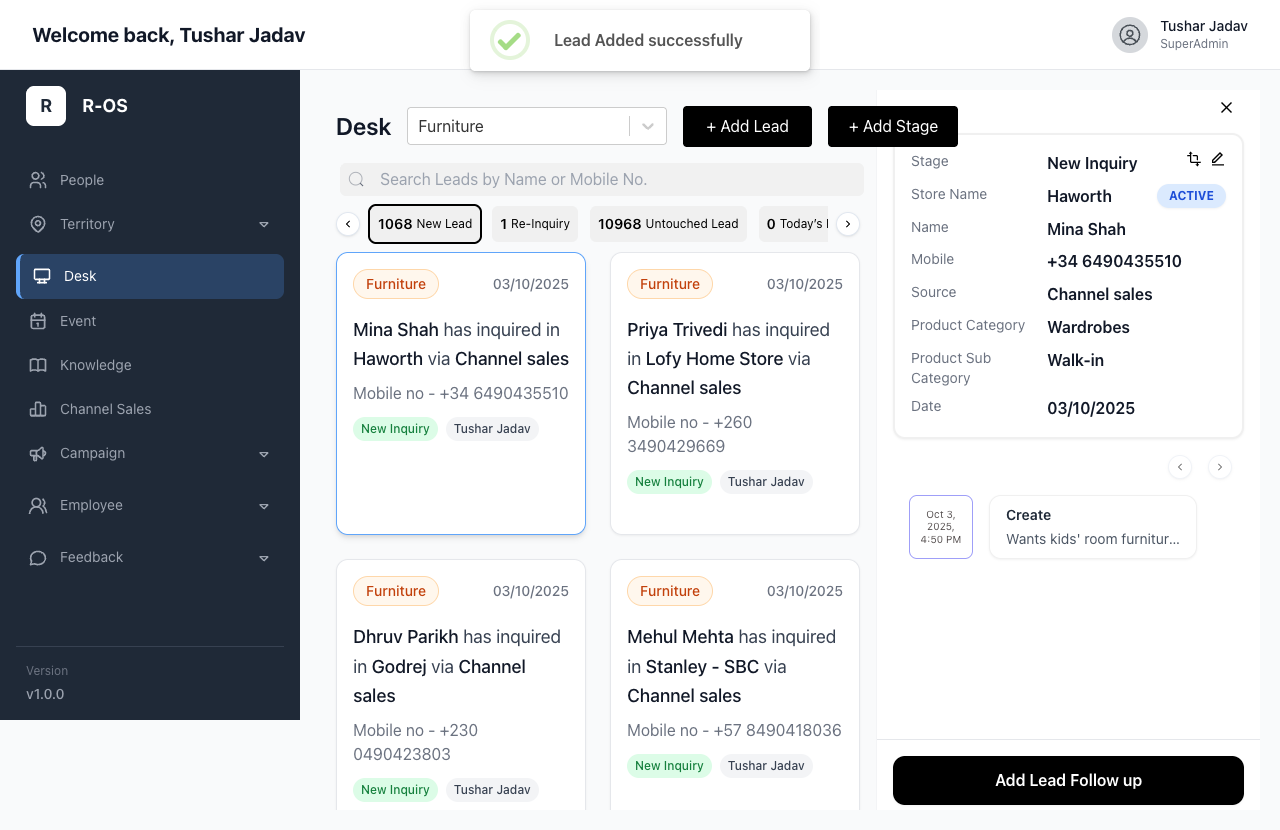 Welcome back, Tushar Jadav
Lead Added successfully
Tushar Jadav
SuperAdmin
R
R-OS
People
Territory
Desk
Event
Knowledge
Channel Sales
Campaign
Employee
Feedback
Version
v1.0.0
Desk
Furniture
+ Add Lead
+ Add Stage
Search Leads by Name or Mobile No.
1068 New Lead
1 Re-Inquiry
10968 Untouched Lead
0 Today's
Furniture
03/10/2025
Mina Shah has inquired in
Haworth via Channel sales
Mobile no - +34 6490435510
New Inquiry
Tushar Jadav
Furniture
03/10/2025
Priya Trivedi has inquired
in Lofy Home Store via
Channel sales
Mobile no - +260
3490429669
New Inquiry
Tushar Jadav
Furniture
03/10/2025
Dhruv Parikh has inquired
in Godrej via Channel
sales
Mobile no - +230
0490423803
New Inquiry
Tushar Jadav
Furniture
03/10/2025
Mehul Mehta has inquired
in Stanley - SBC via
Channel sales
Mobile no - +57 8490418036
New Inquiry
Tushar Jadav
Stage
New Inquiry
Store Name
Haworth
ACTIVE
Name
Mina Shah
Mobile
+34 6490435510
Source
Channel sales
Product Category
Wardrobes
Product Sub
Category
Walk-in
Date
03/10/2025
Oct 3,
2025,
4:50 PM
Create
Wants kids' room furnitur...
Add Lead Follow up